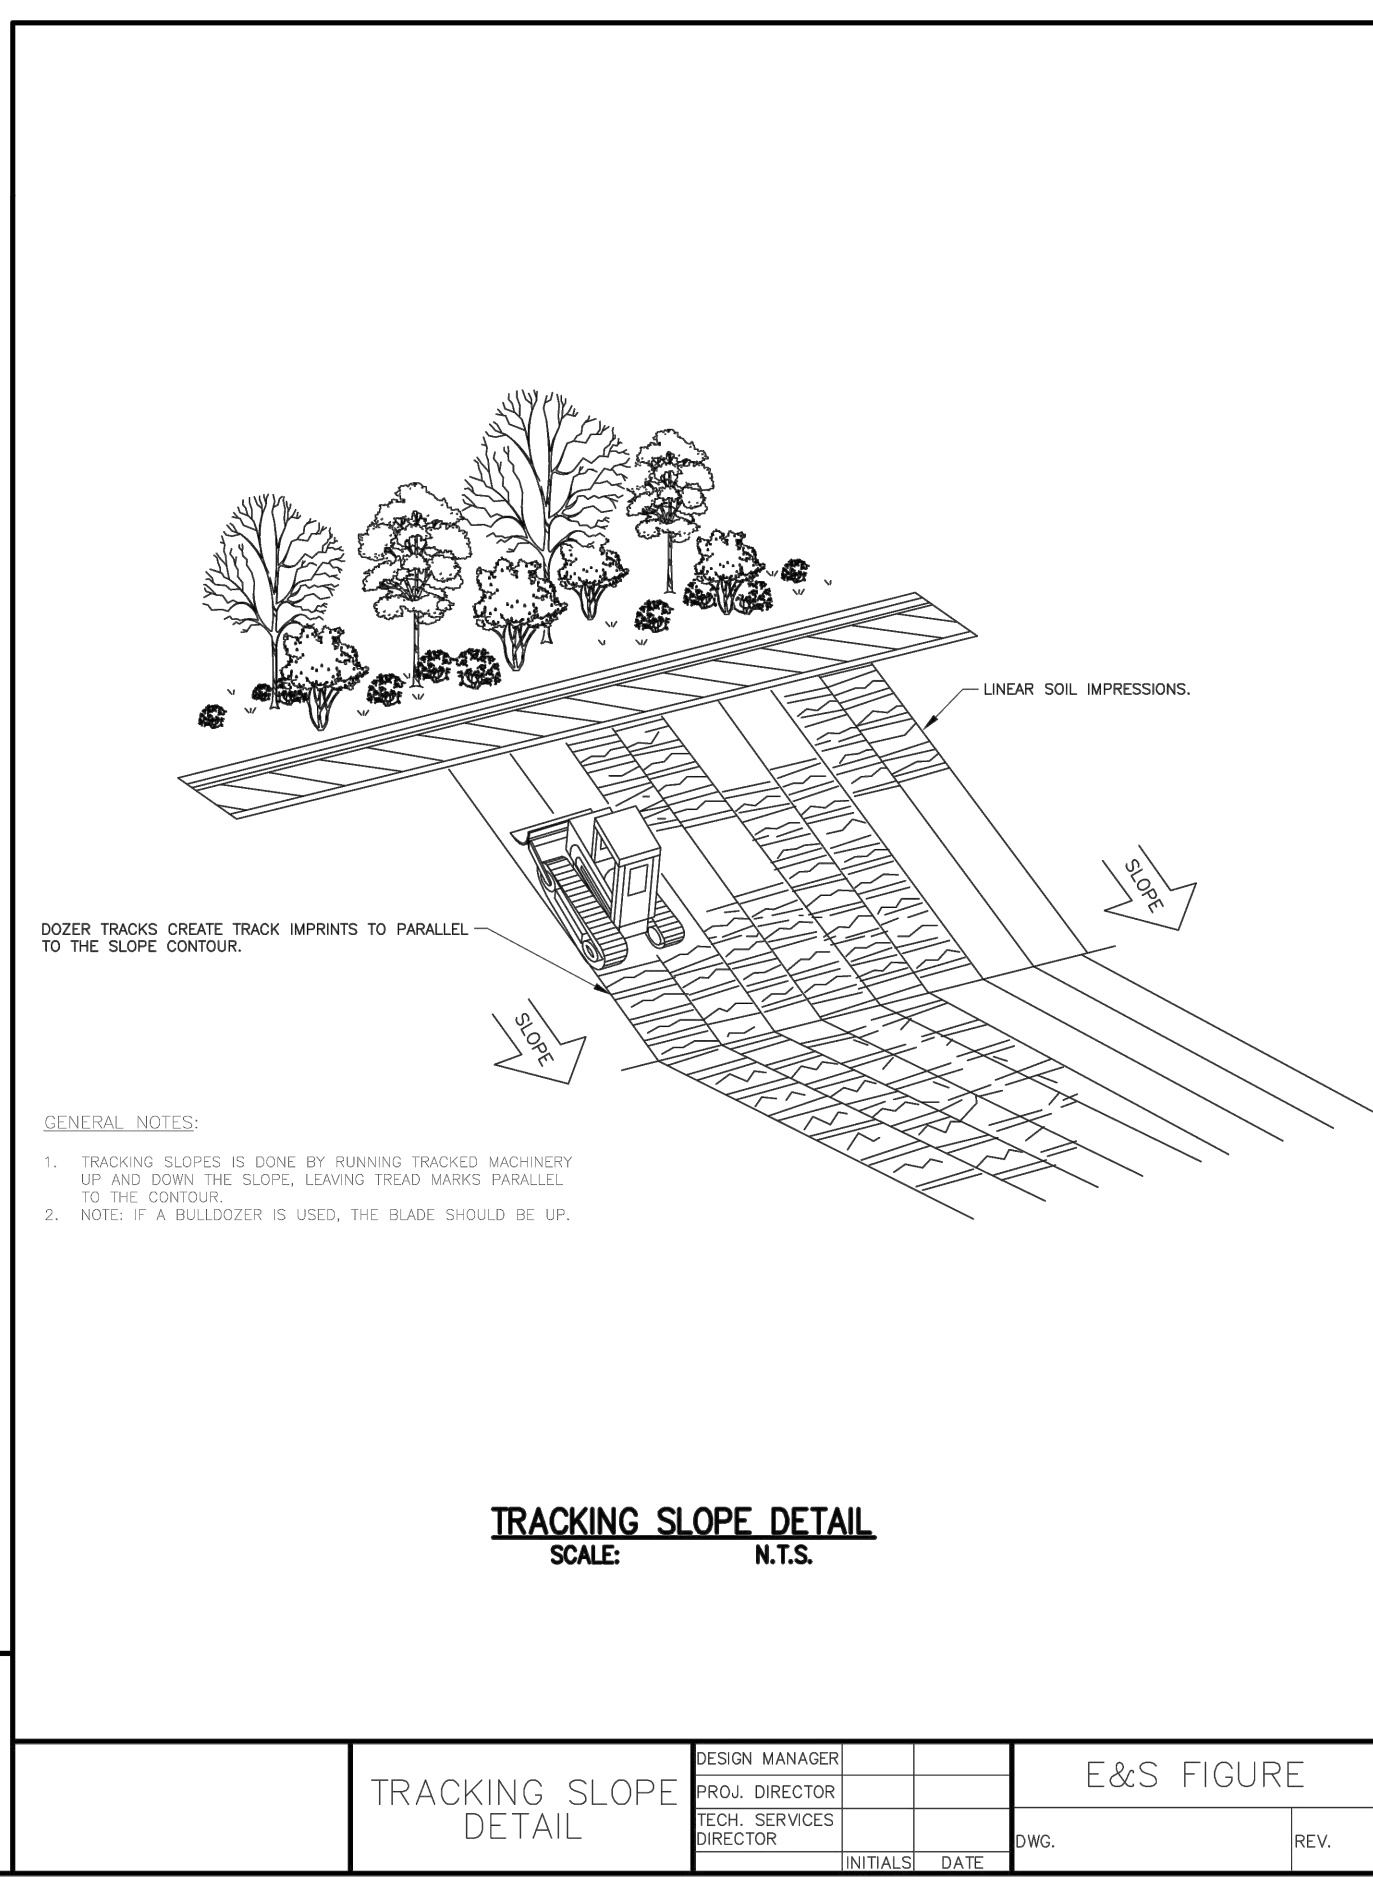 LINEAR SOIL IMPRESSIONS.
SLOPE
DOZER TRACKS CREATE TRACK IMPRINTS TO PARALLEL
TO THE SLOPE CONTOUR.
SLOPE
GENERAL NOTES:
1. TRACKING SLOPES IS DONE BY RUNNING TRACKED MACHINERY
UP AND DOWN THE SLOPE, LEAVING TREAD MARKS PARALLEL
TO THE CONTOUR.
2. NOTE: IF A BULLDOZER IS USED, THE BLADE SHOULD BE UP.
TRACKING SLOPE DETAIL
SCALE: N.T.S.
TRACKING SLOPE
DETAIL
DESIGN MANAGER
PROJ. DIRECTOR
TECH. SERVICES
DIRECTOR
INITIALS DATE
E&S FIGURE
DWG.
REV.